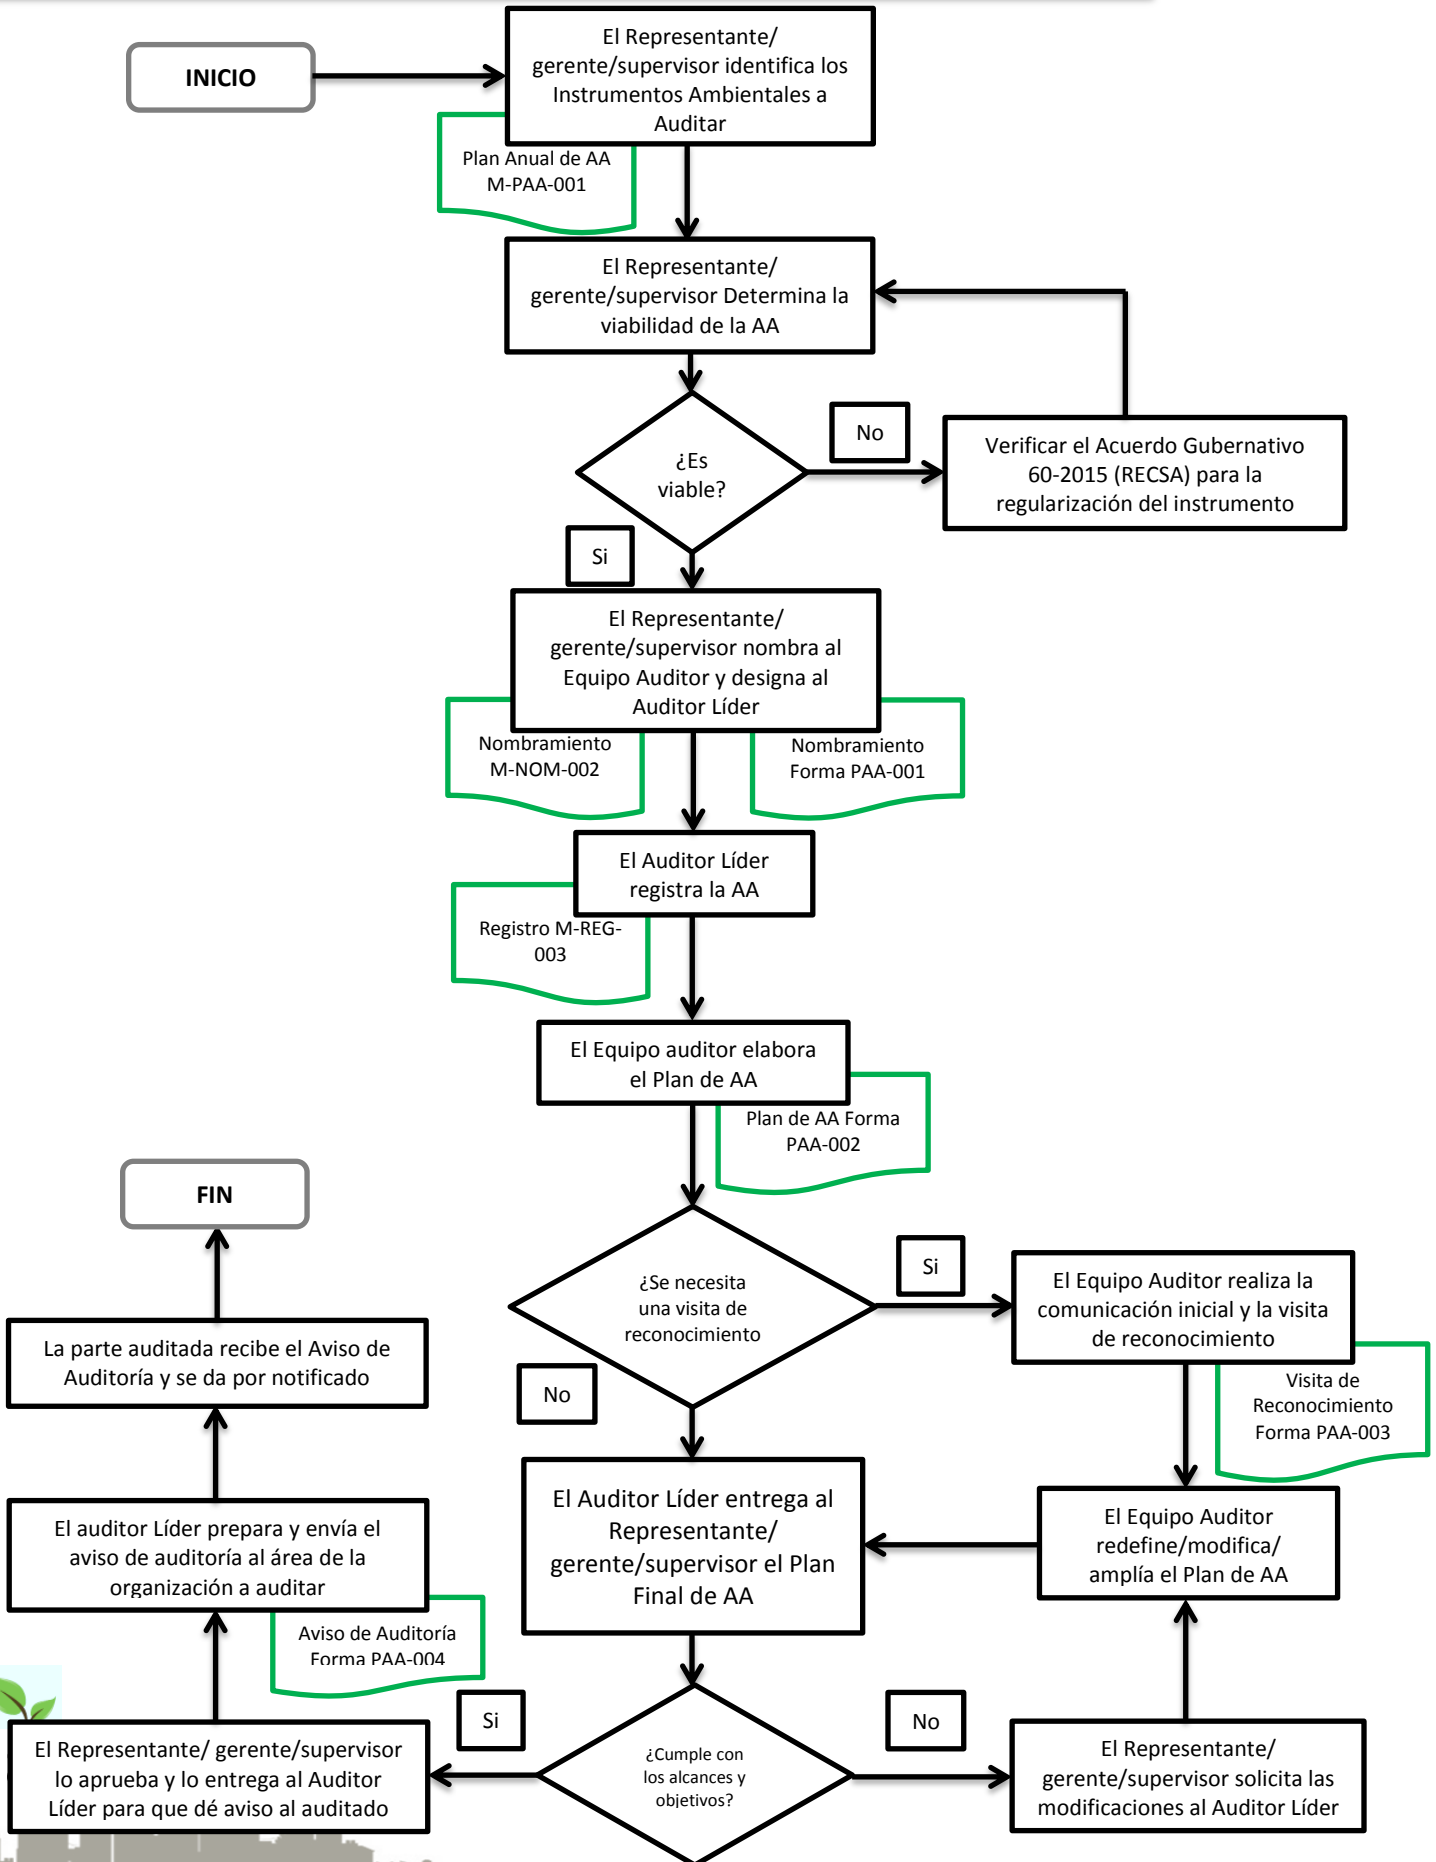 INICIO
El Representante/
gerente/supervisor identifica los
Instrumentos Ambientales a
Auditar
Plan Anual de AA
M-PAA-001
El Representante/
gerente/supervisor Determina la
viabilidad de la AA
¿Es
viable?
No
Verificar el Acuerdo Gubernativo
60-2015 (RECSA) para la
regularización del instrumento
Si
El Representante/
gerente/supervisor nombra al
Equipo Auditor y designa al
Auditor Líder
Nombramiento
M-NOM-002
Nombramiento
Forma PAA-001
El Auditor Líder
registra la AA
Registro M-REG-
003
El Equipo auditor elabora
el Plan de AA
Plan de AA Forma
PAA-002
¿Se necesita
una visita de
reconocimiento
Si
El Equipo Auditor realiza la
comunicación inicial y la visita
de reconocimiento
Visita de
Reconocimiento
Forma PAA-003
No
El Auditor Líder entrega al
Representante/
gerente/supervisor el Plan
Final de AA
El Equipo Auditor
redefine/modifica/
amplía el Plan de AA
¿Cumple con
los alcances y
objetivos?
No
El Representante/
gerente/supervisor solicita las
modificaciones al Auditor Líder
Si
El Representante/ gerente/supervisor
lo aprueba y lo entrega al Auditor
Líder para que dé aviso al auditado
El auditor Líder prepara y envía el
aviso de auditoría al área de la
organización a auditar
Aviso de Auditoría
Forma PAA-004
La parte auditada recibe el Aviso de
Auditoría y se da por notificado
FIN